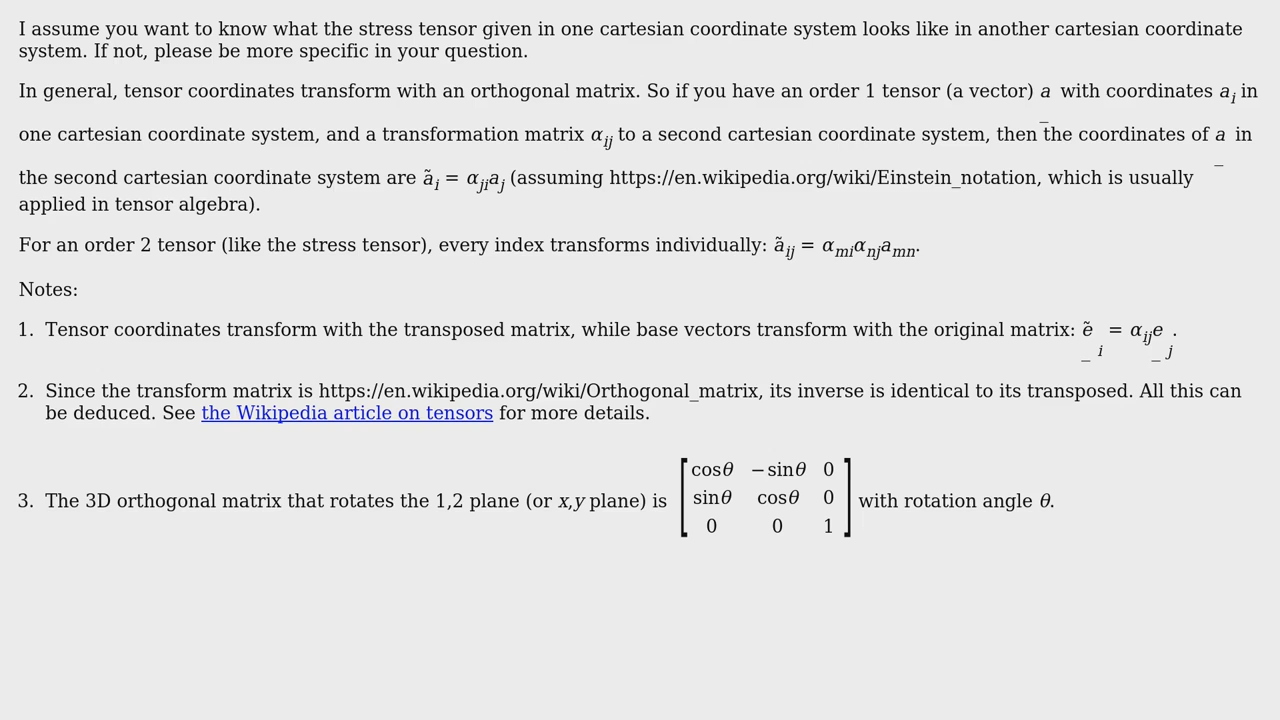 I assume you want to know what the stress tensor given in one cartesian coordinate system looks like in another cartesian coordinate
system. If not, please be more specific in your question.
In general, tensor coordinates transform with an orthogonal matrix. So if you have an order 1 tensor (a vector) a̲ with coordinates aᵢ in
one cartesian coordinate system, and a transformation matrix α_ij to a second cartesian coordinate system, then the coordinates of a̲ in
the second cartesian coordinate system are ã_i = α_ji a_j (assuming https://en.wikipedia.org/wiki/Einstein_notation, which is usually
applied in tensor algebra).
For an order 2 tensor (like the stress tensor), every index transforms individually: ã_ij = α_mi α_nj a_mn.
Notes:
1. Tensor coordinates transform with the transposed matrix, while base vectors transform with the original matrix: ẽ̲_i = α_ij e̲_j.
2. Since the transform matrix is https://en.wikipedia.org/wiki/Orthogonal_matrix, its inverse is identical to its transposed. All this can
be deduced. See the Wikipedia article on tensors for more details.
3. The 3D orthogonal matrix that rotates the 1,2 plane (or x,y plane) is [cosθ −sinθ 0; sinθ cosθ 0; 0 0 1] with rotation angle θ.